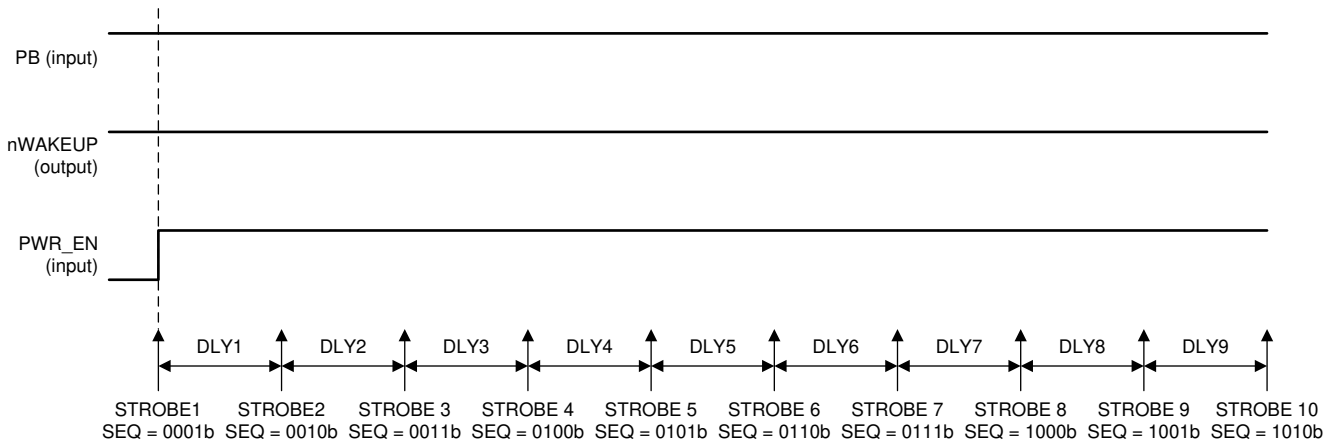 PB (input)
nWAKEUP
(output)
PWR_EN
(input)
DLY1 DLY2 DLY3 DLY4 DLY5 DLY6 DLY7 DLY8 DLY9
STROBE1 STROBE2 STROBE 3 STROBE 4 STROBE 5 STROBE 6 STROBE 7 STROBE 8 STROBE 9 STROBE 10
SEQ = 0001b SEQ = 0010b SEQ = 0011b SEQ = 0100b SEQ = 0101b SEQ = 0110b SEQ = 0111b SEQ = 1000b SEQ = 1001b SEQ = 1010b